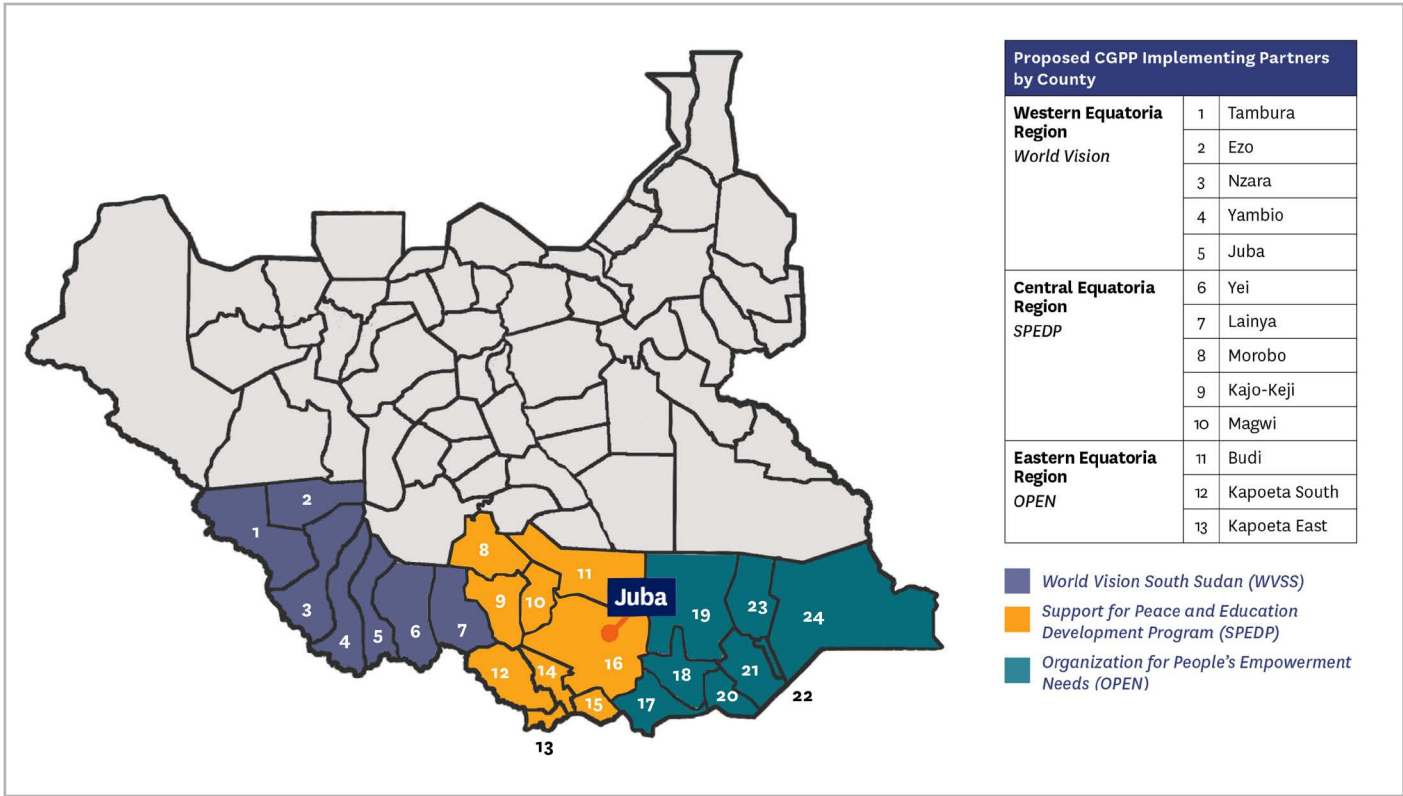 2
1
3
4
5
6
7
8
9
10
11
Juba
12
14
15
16
13
17
18
19
20
21
22
23
24
Proposed CGPP Implementing Partners
by County
Western Equatoria
Region
World Vision
1 Tambura
2 Ezo
3 Nzara
4 Yambio
5 Juba
Central Equatoria
Region
SPEDP
6 Yei
7 Lainya
8 Morobo
9 Kajo-Keji
10 Magwi
Eastern Equatoria
Region
OPEN
11 Budi
12 Kapoeta South
13 Kapoeta East
World Vision South Sudan (WVSS)
Support for Peace and Education
Development Program (SPEDP)
Organization for People's Empowerment
Needs (OPEN)